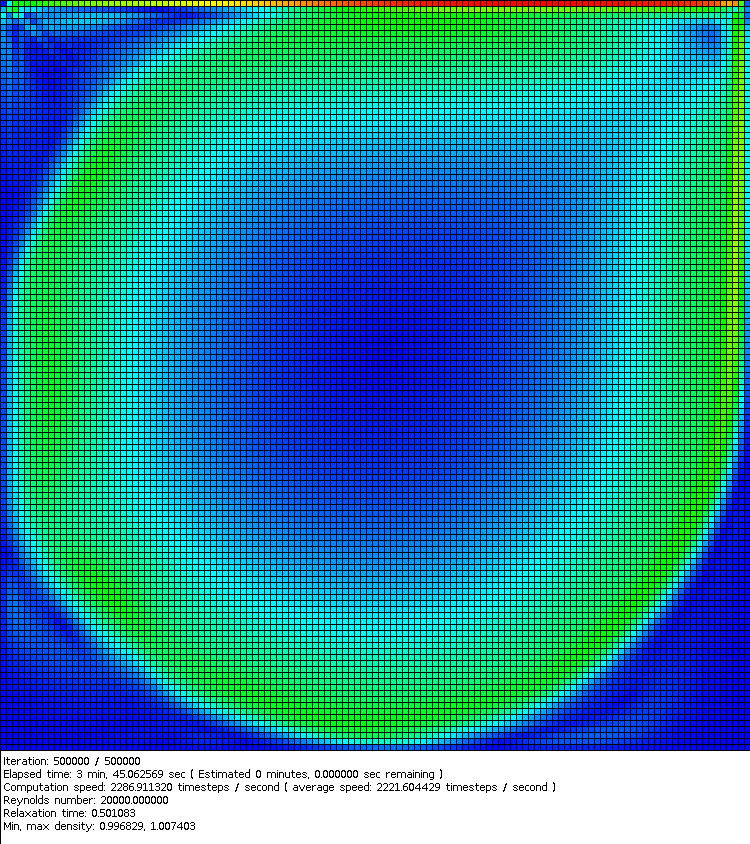 Iteration: 500000 / 500000
Elapsed time: 3 min, 45.062569 sec ( Estimated 0 minutes, 0.000000 sec remaining )
Computation speed: 2286.911320 timesteps / second ( average speed: 2221.604429 timesteps / second )
Reynolds number: 20000.000000
Relaxation time: 0.501083
Min, max density: 0.996829, 1.007403